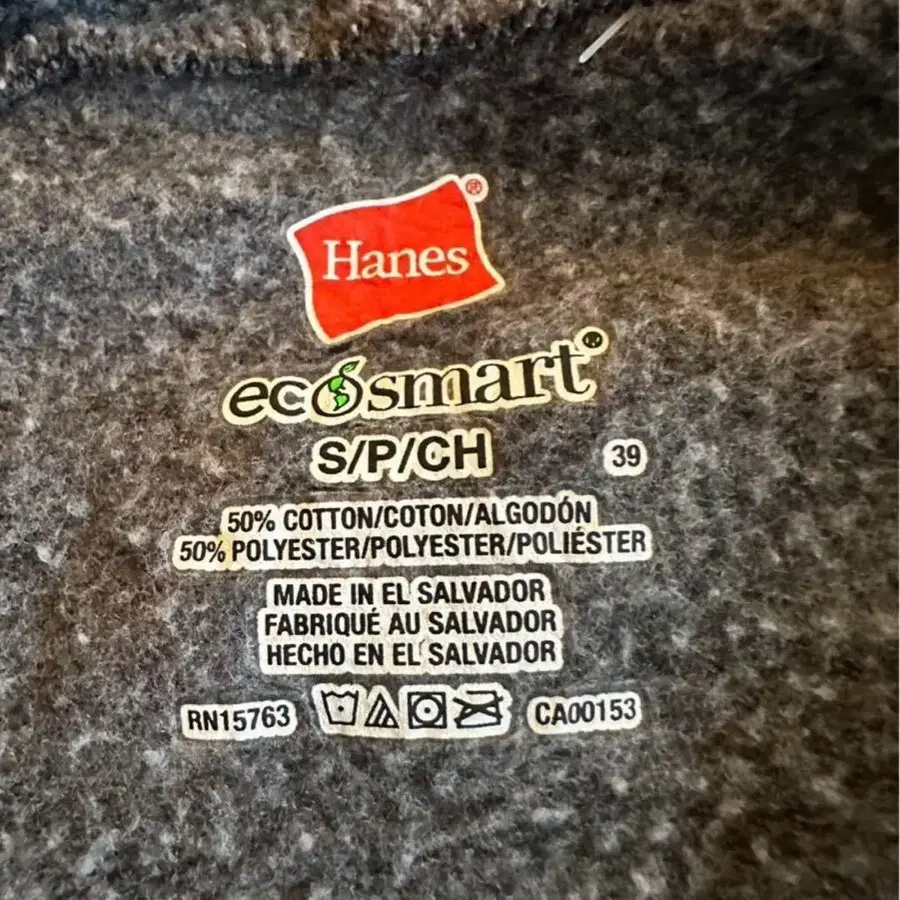 Hanes®
ecosmart®
S/P/CH
39
50% COTTON/COTON/ALGODÓN
50% POLYESTER/POLYESTER/POLIÉSTER
MADE IN EL SALVADOR
FABRIQUÉ AU SALVADOR
HECHO EN EL SALVADOR
RN15763
CA00153